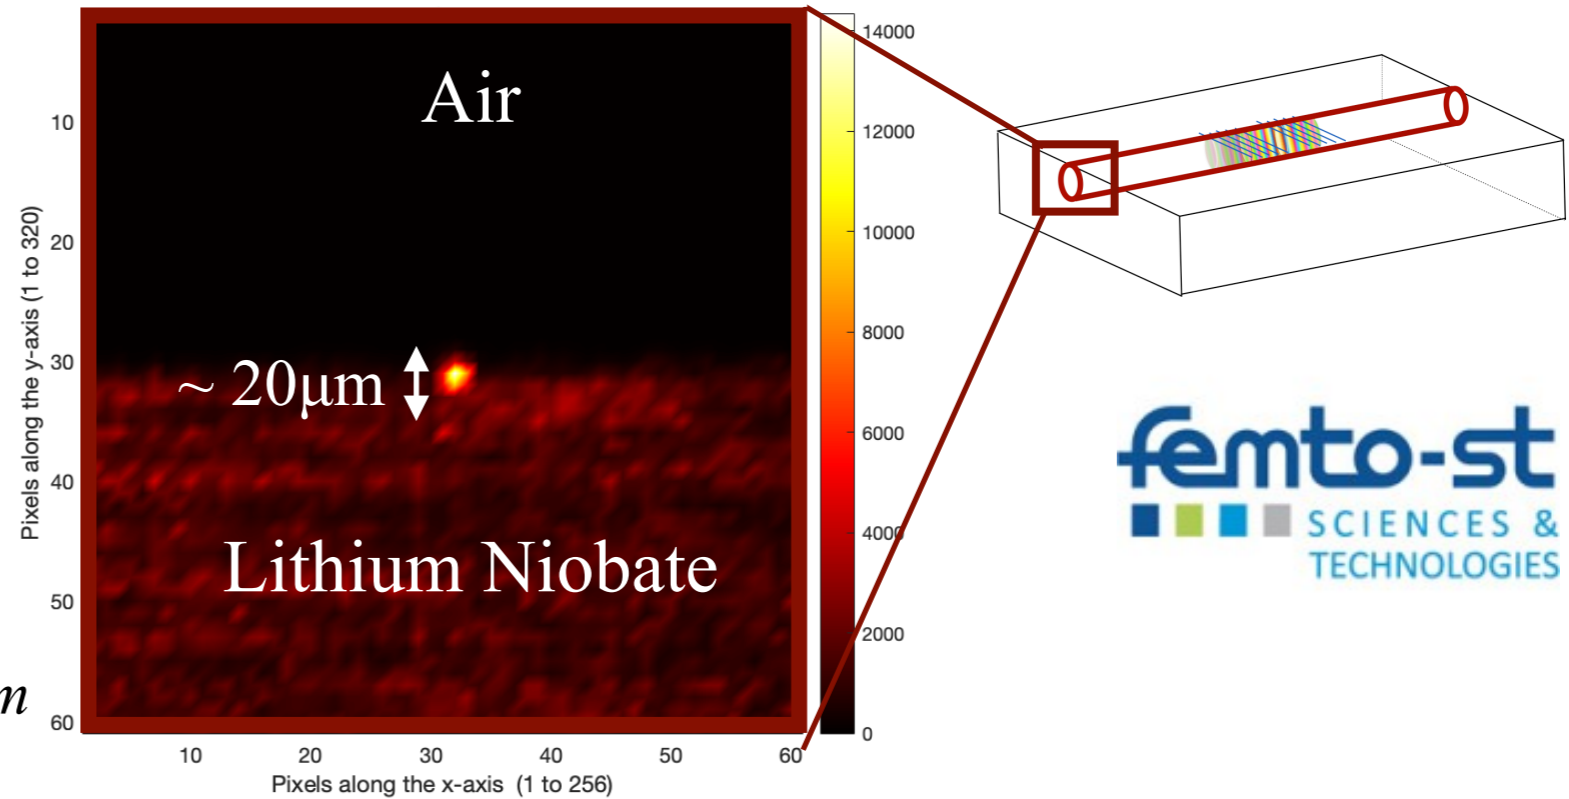 Air
~ 20μm
Lithium Niobate
m
10
20
30
40
50
60
Pixels along the y-axis (1 to 320)
10
20
30
40
50
60
Pixels along the x-axis  (1 to 256)
14000
12000
10000
8000
6000
4000
2000
0
femto-st
SCIENCES &
TECHNOLOGIES